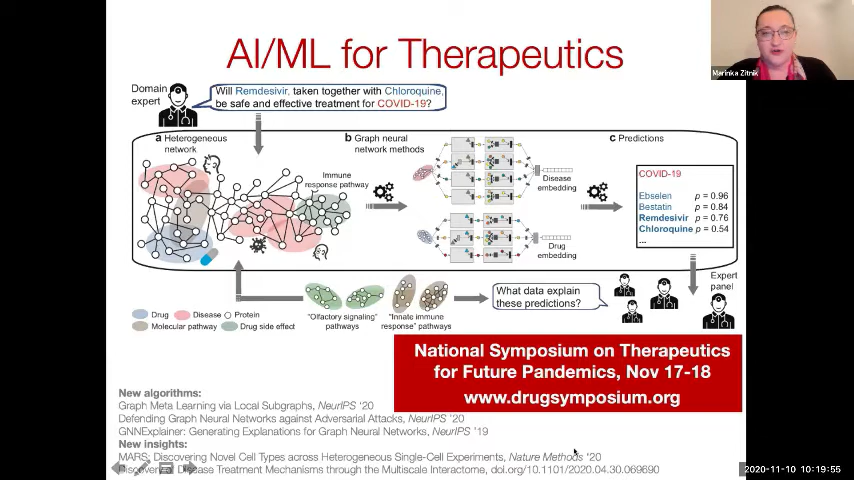 AI/ML for Therapeutics
Marinka Zitnik
Domain
expert
Will Remdesivir, taken together with Chloroquine,
be safe and effective treatment for COVID-19?
a Heterogeneous
network
b Graph neural
network methods
c Predictions
Immune
response pathway
Disease
embedding
Drug
embedding
COVID-19
Ebselen p = 0.96
Bestatin p = 0.84
Remdesivir p = 0.76
Chloroquine p = 0.54
...
Expert
panel
What data explain
these predictions?
Drug Disease Protein
Molecular pathway Drug side effect
"Olfactory signaling"
pathways
"Innate immune
response" pathways
National Symposium on Therapeutics
for Future Pandemics, Nov 17-18
www.drugsymposium.org
New algorithms:
Graph Meta Learning via Local Subgraphs, NeurIPS '20
Defending Graph Neural Networks against Adversarial Attacks, NeurIPS '20
GNNExplainer: Generating Explanations for Graph Neural Networks, NeurIPS '19
New insights:
MARS: Discovering Novel Cell Types across Heterogeneous Single-Cell Experiments, Nature Methods '20
Discovery of Disease Treatment Mechanisms through the Multiscale Interactome, doi.org/10.1101/2020.04.30.069690
2020-11-10 10:19:55